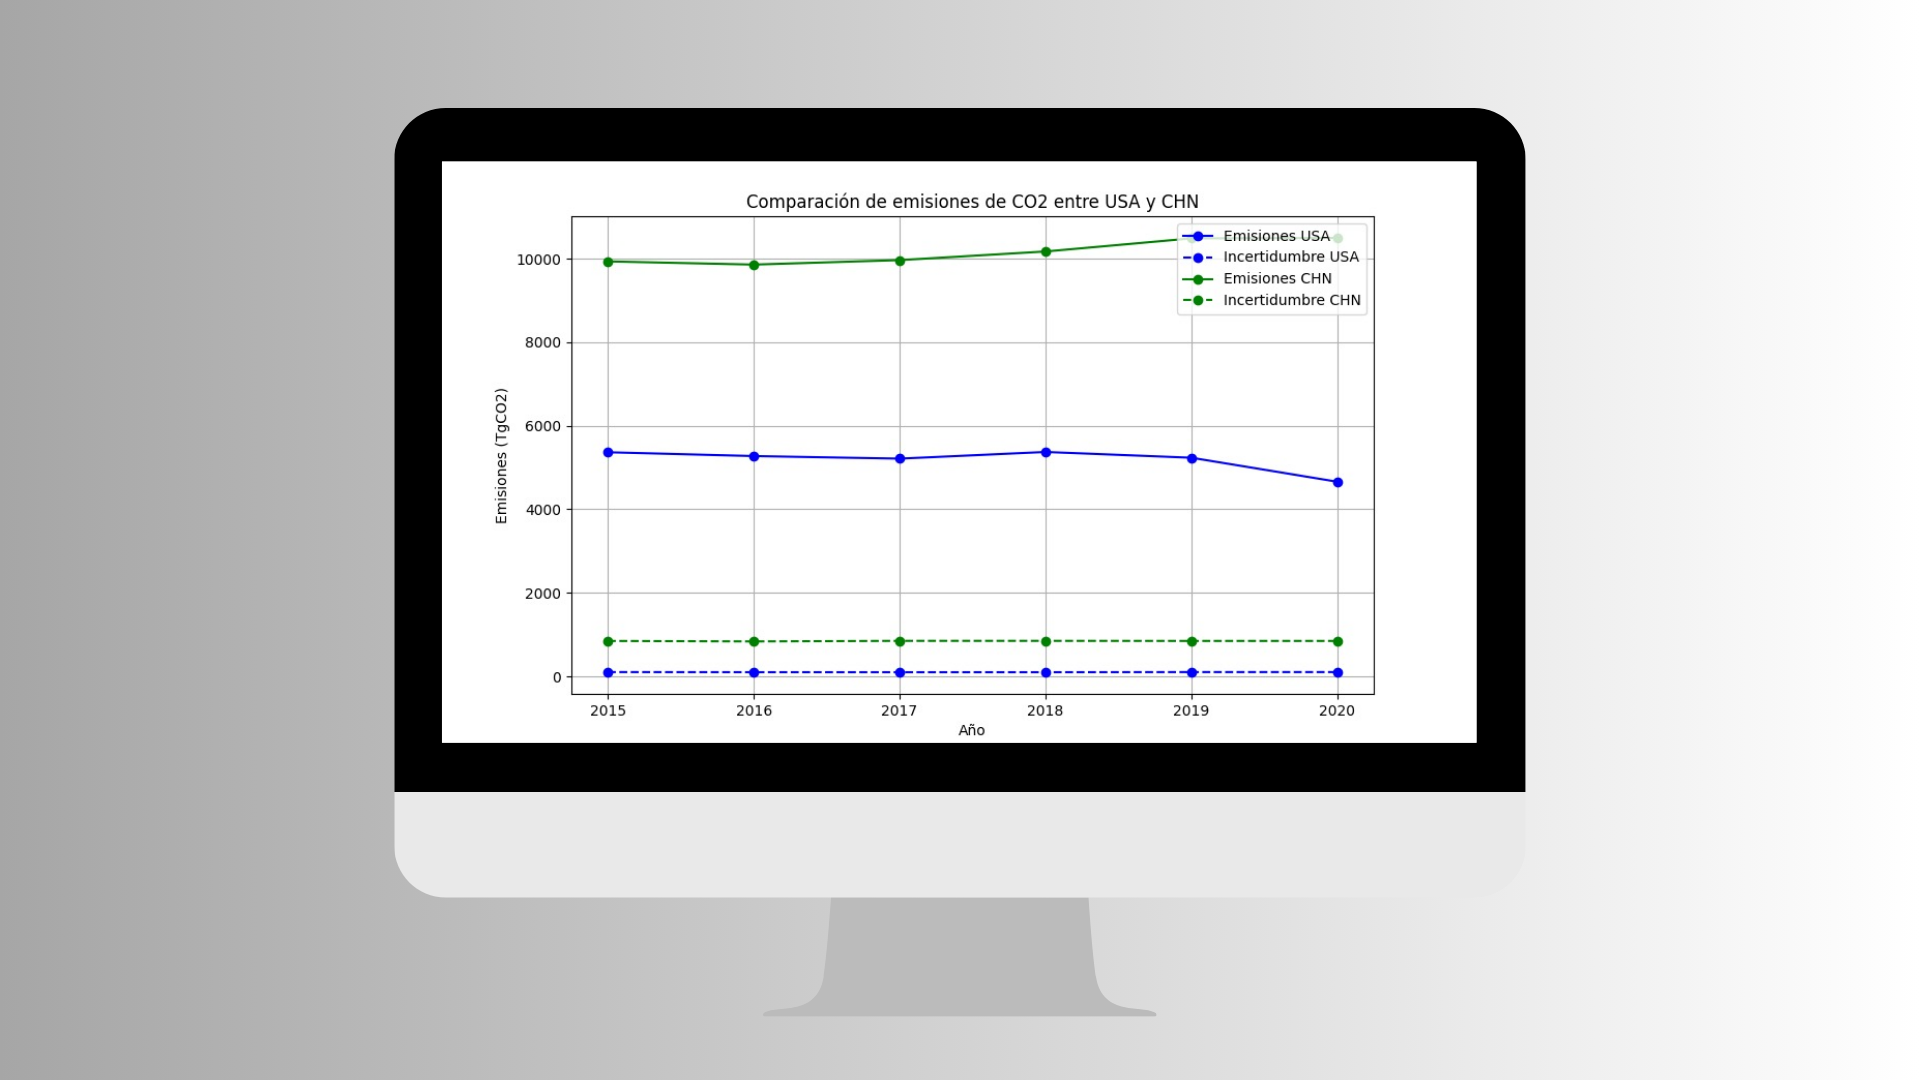 Comparación de emisiones de CO2 entre USA y CHN
Emisiones USA
Incertidumbre USA
Emisiones CHN
Incertidumbre CHN
Emisiones (TgCO2)
10000
8000
6000
4000
2000
0
2015 2016 2017 2018 2019 2020
Año